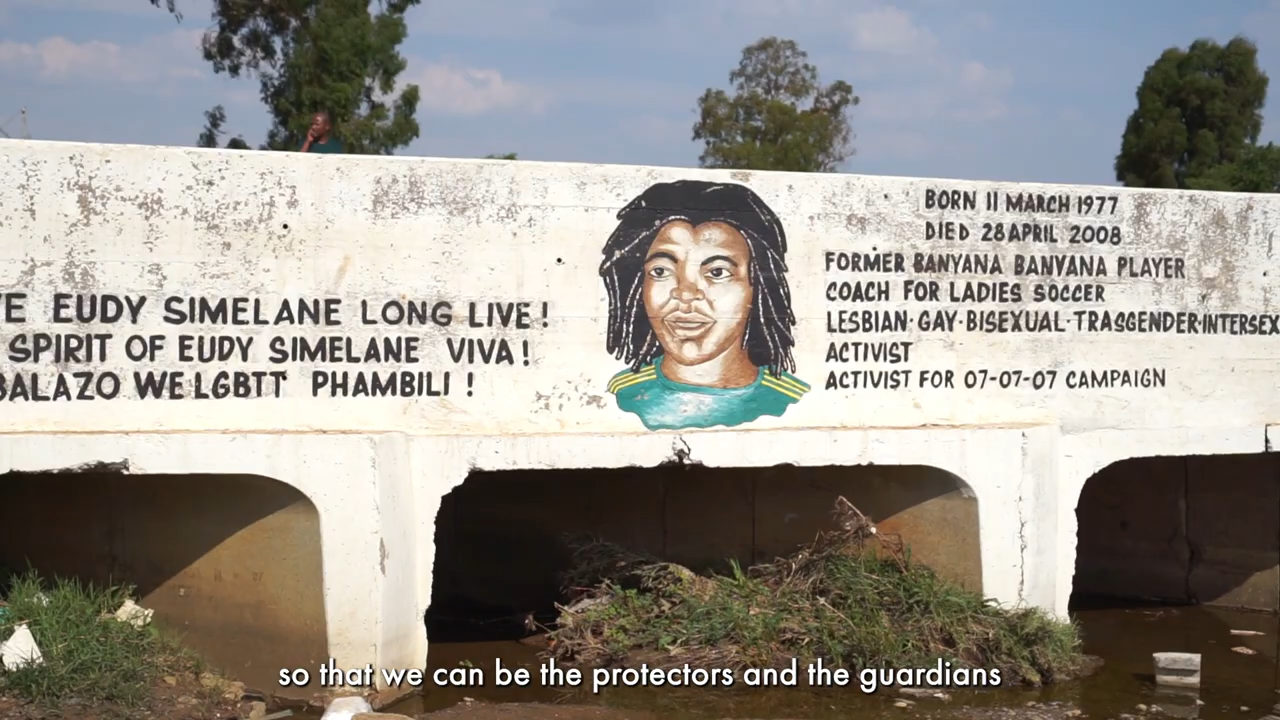 BORN 11 MARCH 1977
DIED 28 APRIL 2008
FORMER BANYANA BANYANA PLAYER
COACH FOR LADIES SOCCER
LESBIAN·GAY·BISEXUAL·TRASGENDER·INTERSEX
ACTIVIST
ACTIVIST FOR 07-07-07 CAMPAIGN
EUDY SIMELANE LONG LIVE!
SPIRIT OF EUDY SIMELANE VIVA!
WE LGBTT PHAMBILI!
so that we can be the protectors and the guardians